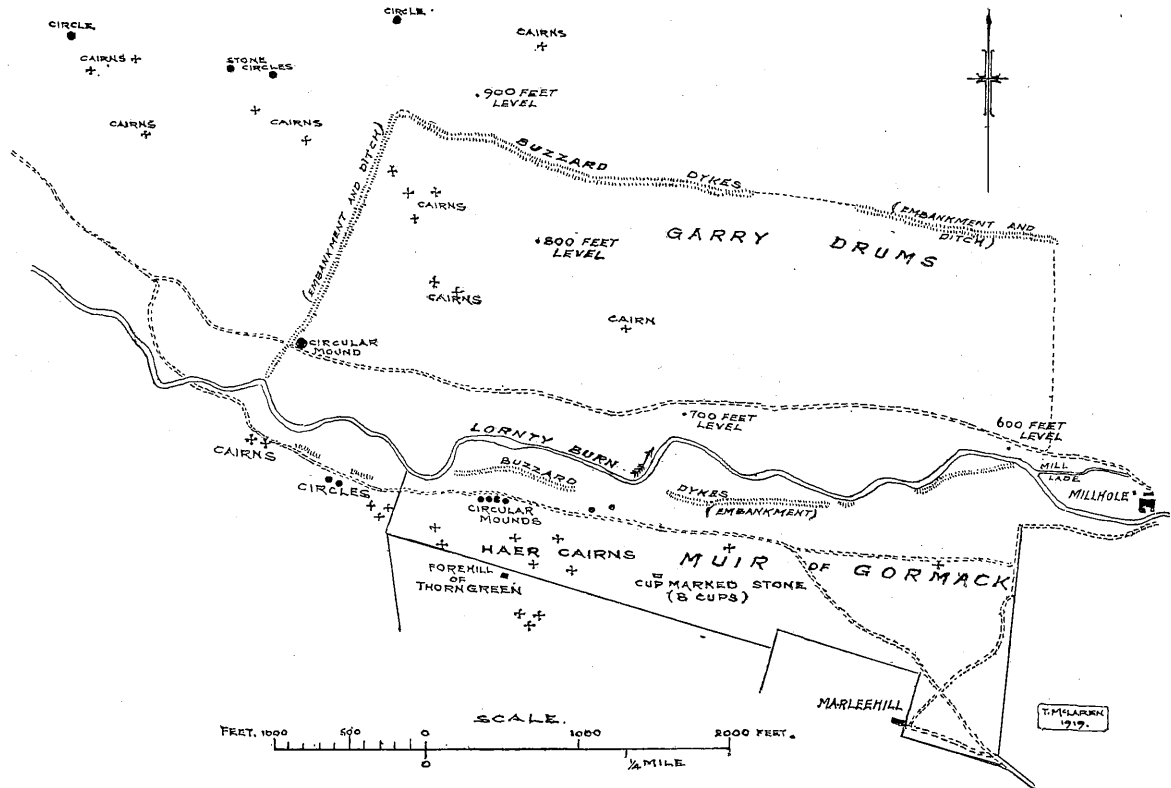 CIRCLE.
CIRCLE
CAIRNS
CAIRNS
STONE
CIRCLES
900 FEET
LEVEL
CAIRNS
CAIRNS
(EMBANKMENT AND DITCH)
BUZZARD DYKES
(EMBANKMENT AND
DITCH)
CAIRNS
800 FEET
LEVEL
GARRY DRUMS
CAIRNS
CAIRN
CIRCULAR
MOUND
700 FEET
LEVEL
600 FEET
LEVEL
LORNTY BURN
CAIRNS
BUZZARD
DYKES
(EMBANKMENT)
MILL
LADE
MILLHOLE
CIRCLES
CIRCULAR
MOUNDS
HAER CAIRNS
MUIR OF GORMACK
FOREHILL
OF
THORNGREEN
CUP MARKED STONE
(8 CUPS)
MARLEEHILL
T. McLAREN
1919.
SCALE.
FEET. 1000 500 0 1000 2000 FEET.
0 ¼ MILE